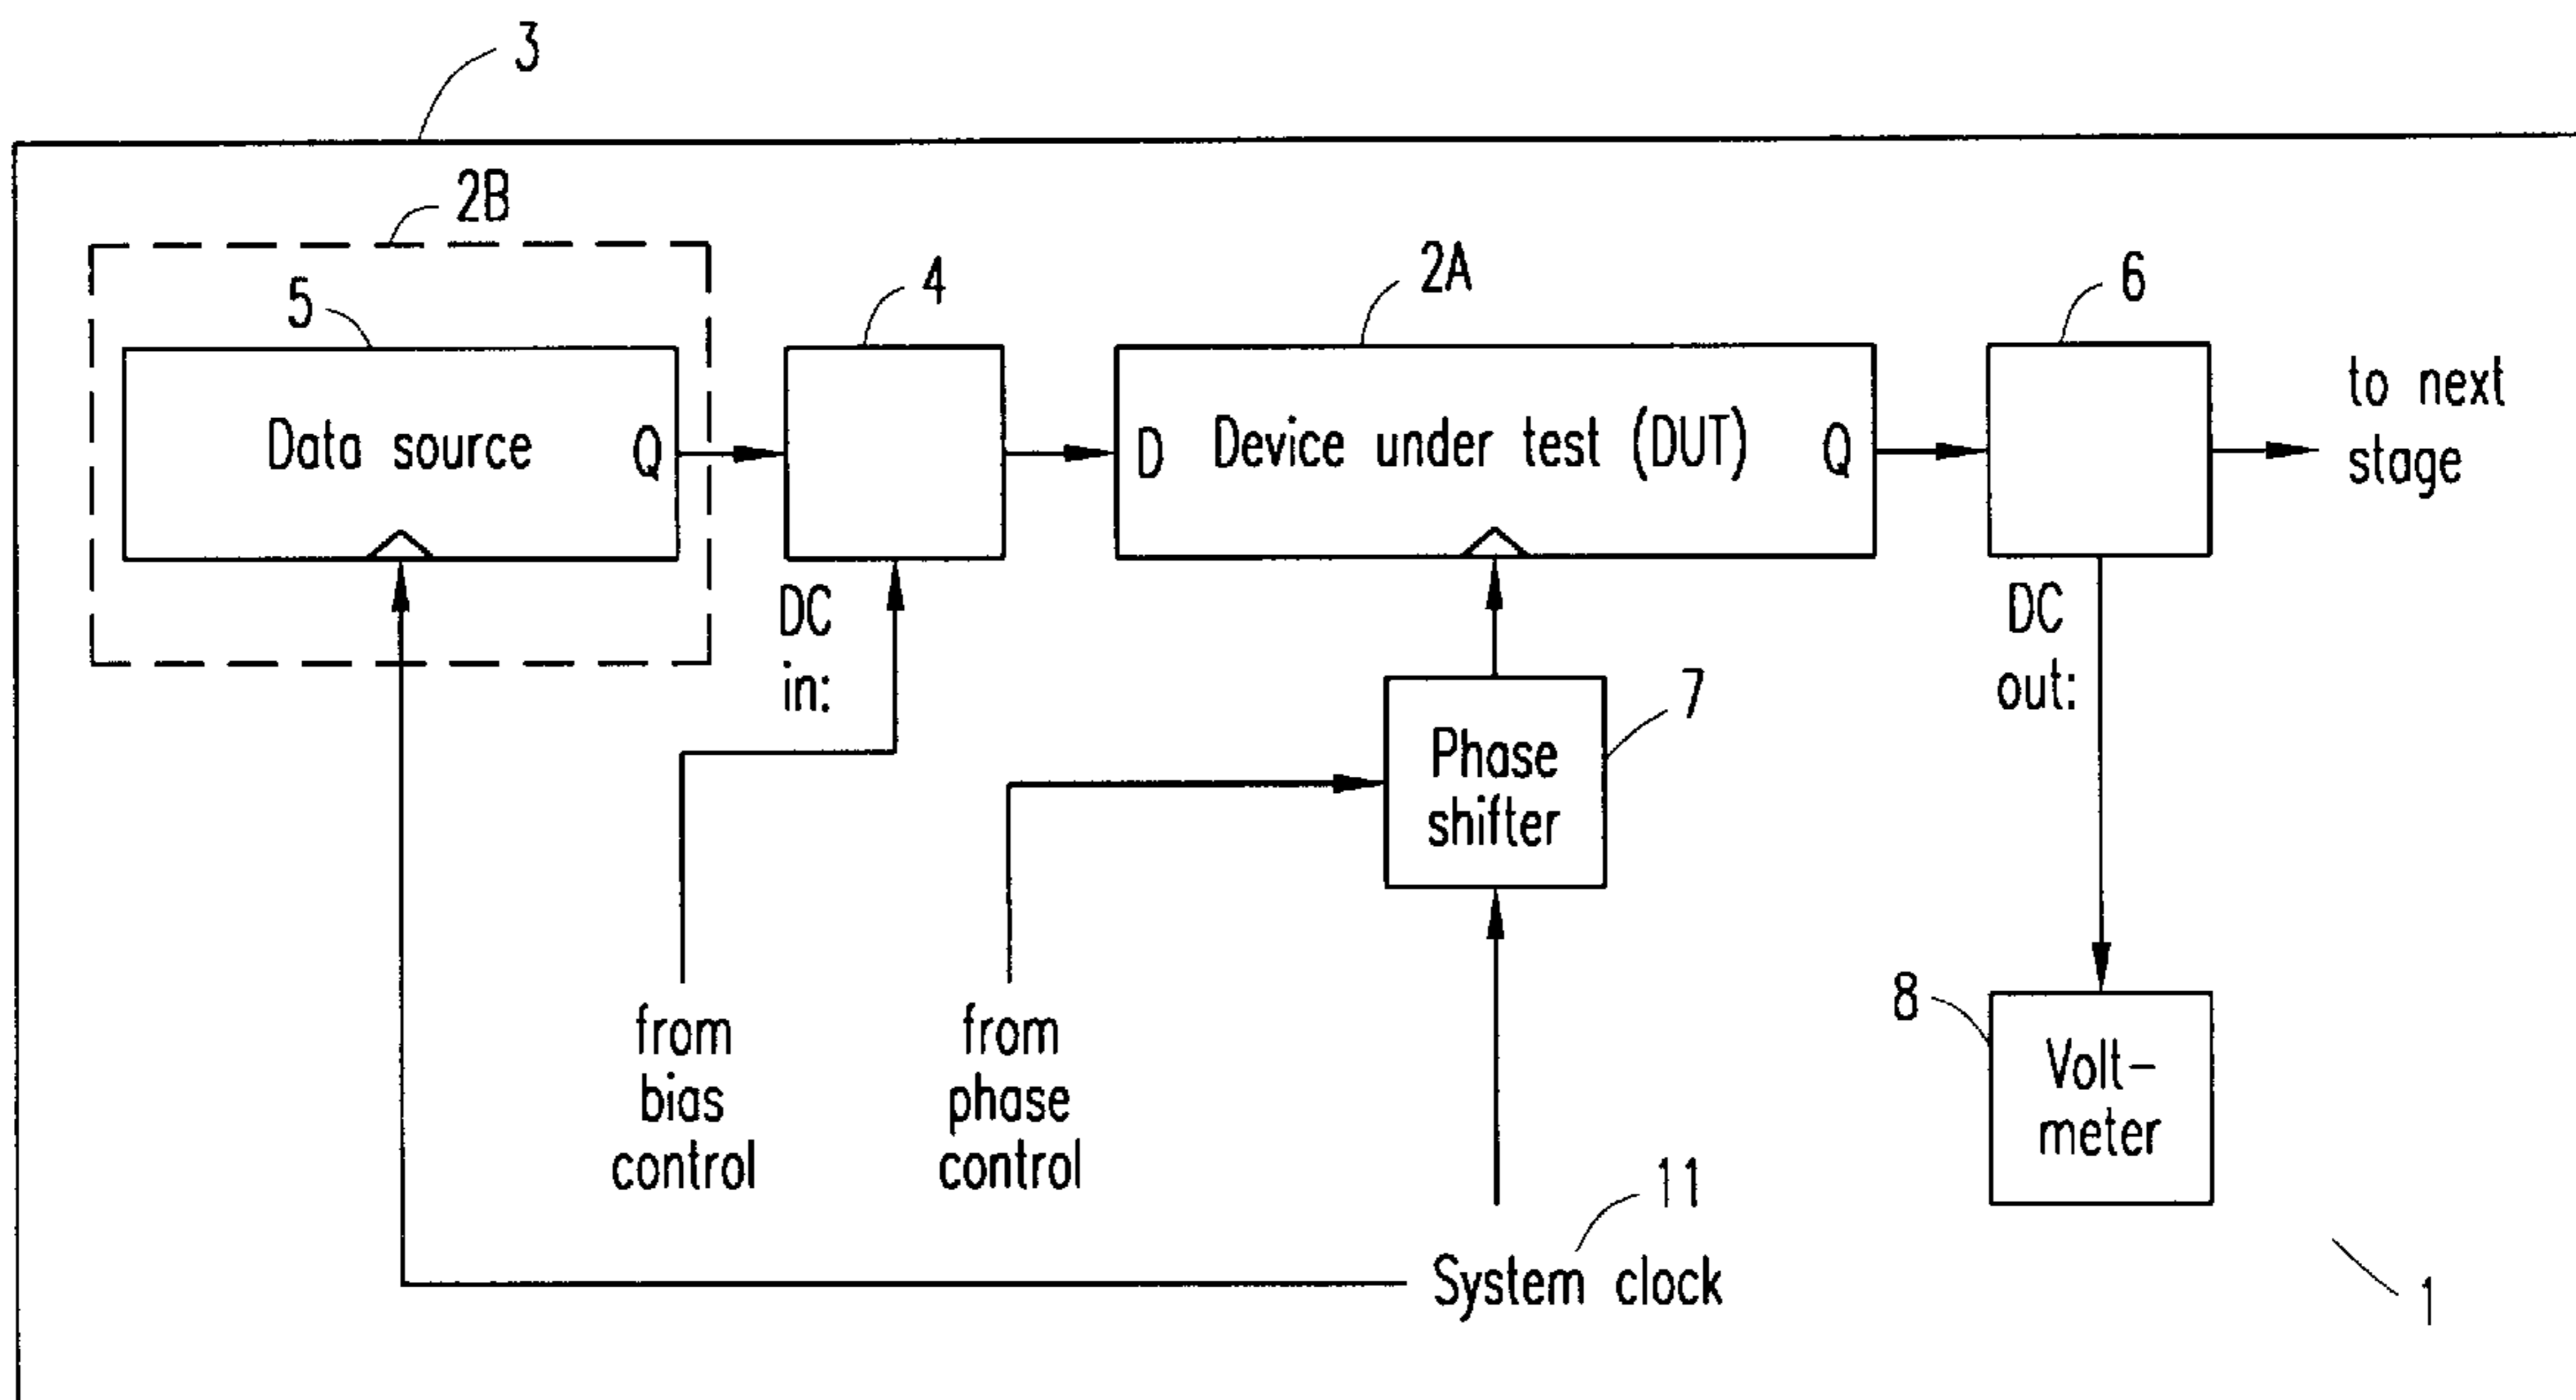 3
2B
5
4
2A
6
Data source
Q
D
Device under test (DUT)
Q
to next
stage
DC
in:
DC
out:
Phase
shifter
7
from
bias
control
from
phase
control
8
Volt-
meter
11
System clock
1